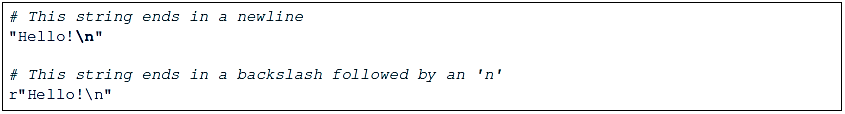 # This string ends in a newline
"Hello!\n"
# This string ends in a backslash followed by an 'n'
r"Hello!\n"